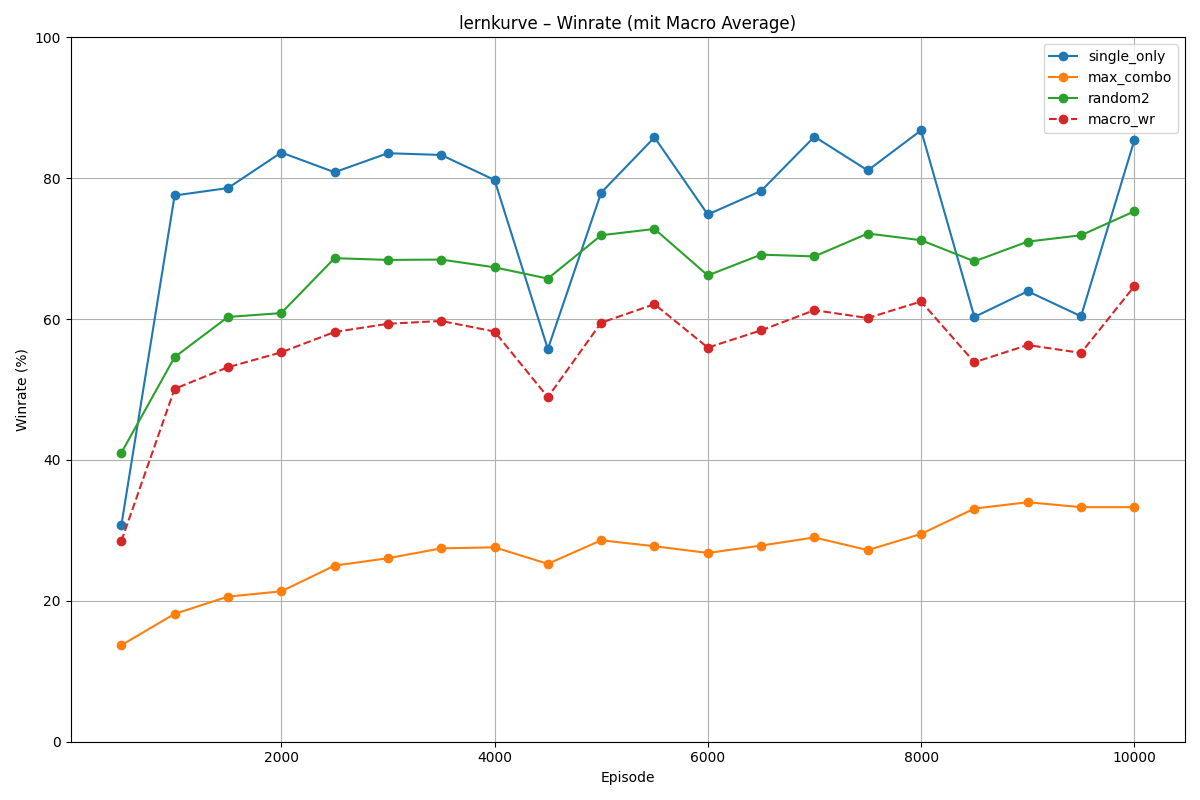 lernkurve – Winrate (mit Macro Average)
100
80
60
40
20
0
Winrate (%)
single_only
max_combo
random2
macro_wr
2000
4000
6000
8000
10000
Episode